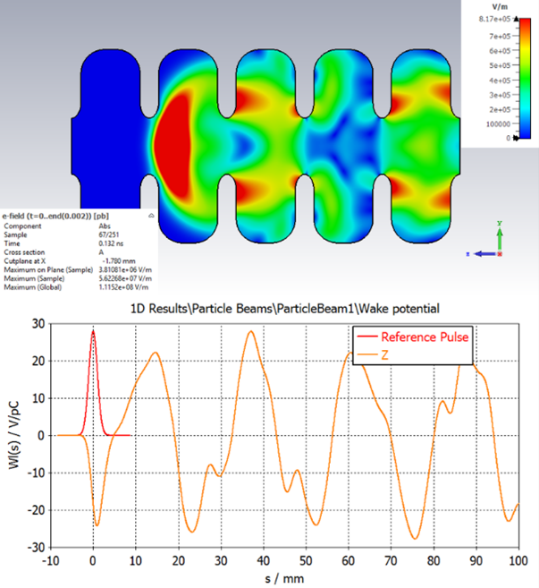 V/m
8.17e+05
7e+05
6e+05
5e+05
4e+05
3e+05
2e+05
100000
0
e-field (t=0..end(0.002)) [pb]
Component Abs
Sample 67/251
Time 0.132 ns
Cross section A
Cutplane at X -1.780 mm
Maximum on Plane (Sample) 3.81081e+06 V/m
Maximum (Sample) 5.62268e+07 V/m
Maximum (Global) 1.1152e+08 V/m
1D Results\Particle Beams\ParticleBeam1\Wake potential
Reference Pulse
Z
Wl(s) / V/pC
30
20
10
0
-10
-20
-30
-10 0 10 20 30 40 50 60 70 80 90 100
s / mm